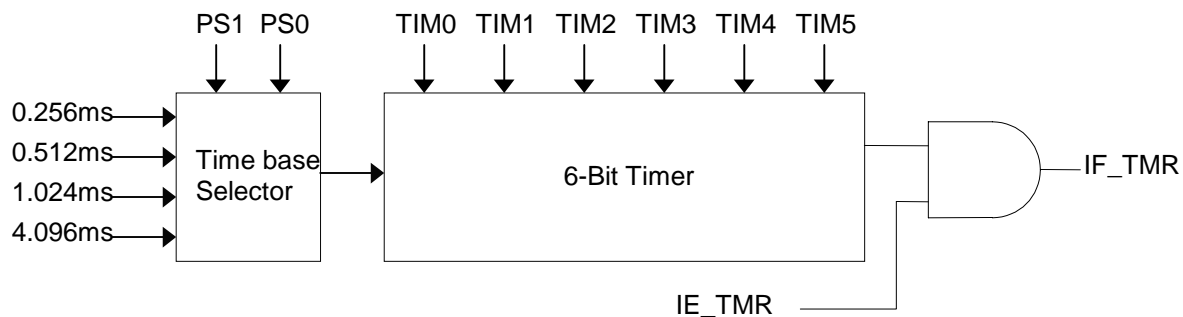 PS1 PS0 TIM0 TIM1 TIM2 TIM3 TIM4 TIM5
0.256ms
0.512ms
1.024ms
4.096ms
Time base
Selector
6-Bit Timer
IF_TMR
IE_TMR